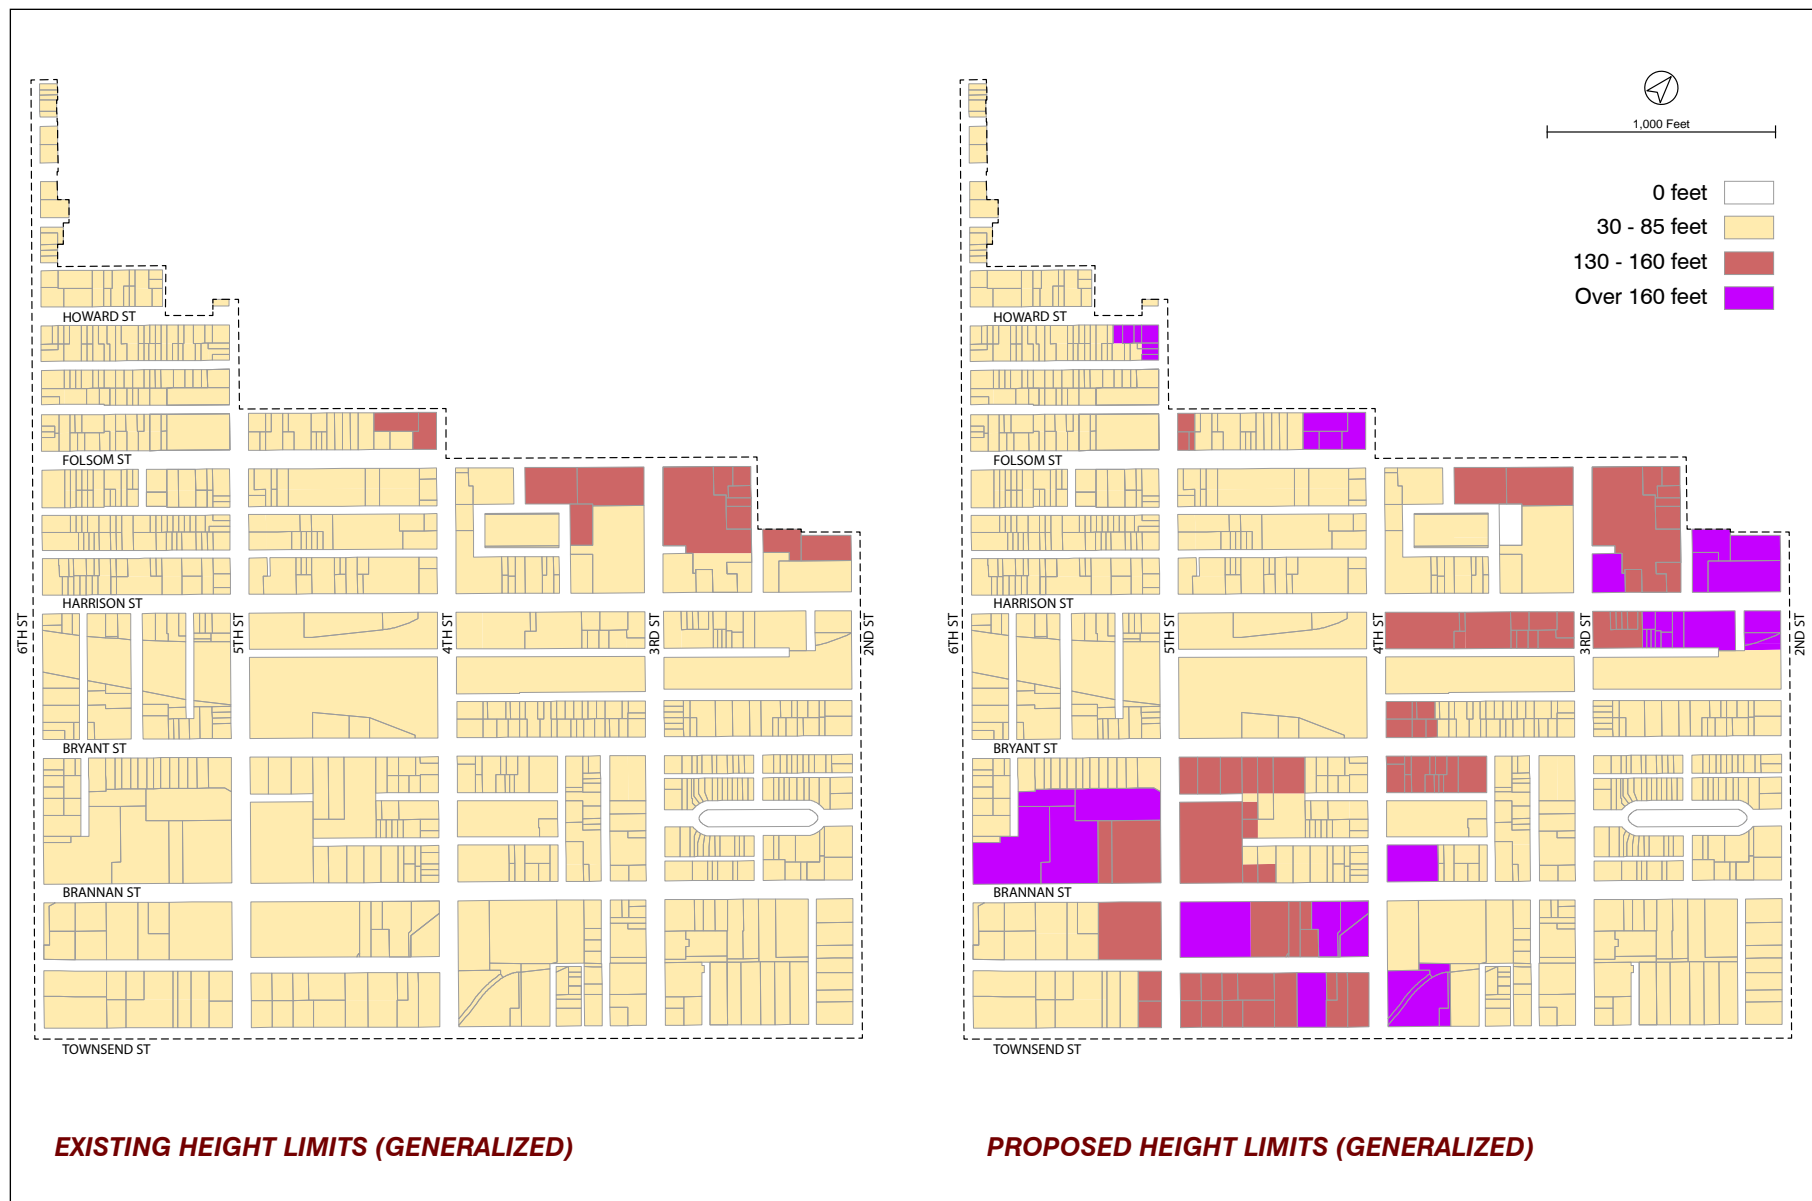 1,000 Feet
0 feet
30 - 85 feet
130 - 160 feet
Over 160 feet
HOWARD ST
FOLSOM ST
HARRISON ST
BRYANT ST
BRANNAN ST
TOWNSEND ST
6TH ST
5TH ST
4TH ST
3RD ST
2ND ST
HOWARD ST
FOLSOM ST
HARRISON ST
BRYANT ST
BRANNAN ST
TOWNSEND ST
6TH ST
5TH ST
4TH ST
3RD ST
2ND ST
EXISTING HEIGHT LIMITS (GENERALIZED)
PROPOSED HEIGHT LIMITS (GENERALIZED)